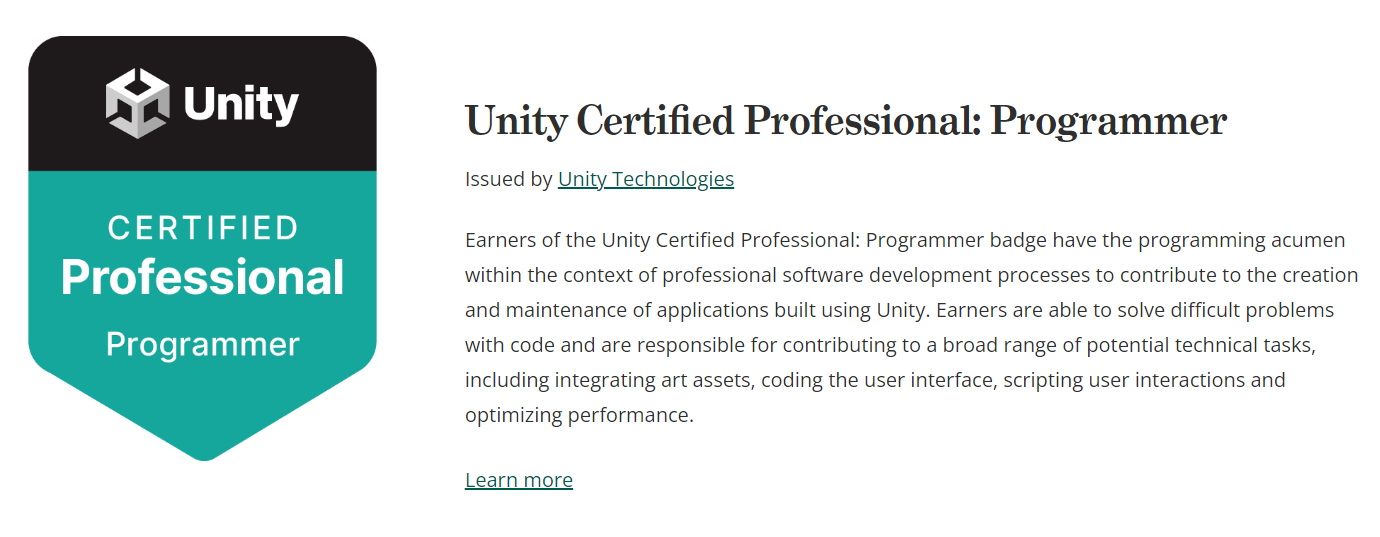 Unity
CERTIFIED
Professional
Programmer
Unity Certified Professional: Programmer
Issued by Unity Technologies
Earners of the Unity Certified Professional: Programmer badge have the programming acumen
within the context of professional software development processes to contribute to the creation
and maintenance of applications built using Unity. Earners are able to solve difficult problems
with code and are responsible for contributing to a broad range of potential technical tasks,
including integrating art assets, coding the user interface, scripting user interactions and
optimizing performance.
Learn more